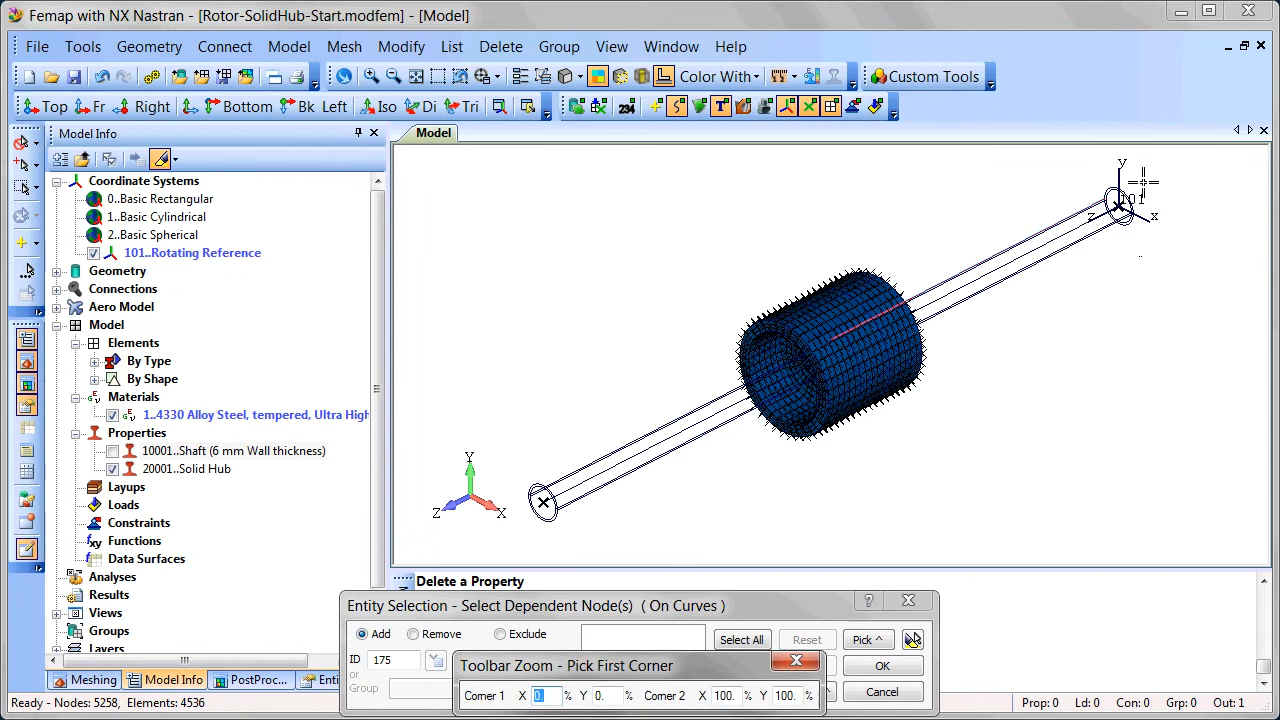 Femap with NX Nastran - [Rotor-SolidHub-Start.modfem] - [Model]
File Tools Geometry Connect Model Mesh Modify List Delete Group View Window Help
Color With Custom Tools
Top Fr Right Bottom Bk Left Iso Di Tri 234
Model Info
Model
Coordinate Systems
0..Basic Rectangular
1..Basic Cylindrical
2..Basic Spherical
101..Rotating Reference
Geometry
Connections
Aero Model
Model
Elements
By Type
By Shape
Materials
1..4330 Alloy Steel, tempered, Ultra High
Properties
10001..Shaft (6 mm Wall thickness)
20001..Solid Hub
Layups
Loads
Constraints
Functions
Data Surfaces
Analyses
Results
Views
Groups
Layers
Y
101
Z X
Y
Z X
Delete a Property
Entity Selection - Select Dependent Node(s) ( On Curves )
Add Remove Exclude Select All Reset Pick ^
ID 175 OK
or
Group Cancel
Toolbar Zoom - Pick First Corner
Corner 1 X 0. % Y 0. % Corner 2 X 100. % Y 100. %
Meshing Model Info PostProc... Enti
Ready - Nodes: 5258, Elements: 4536 Prop: 10001 Ld: 0 Con: 0 Grp: 0 Out: 1